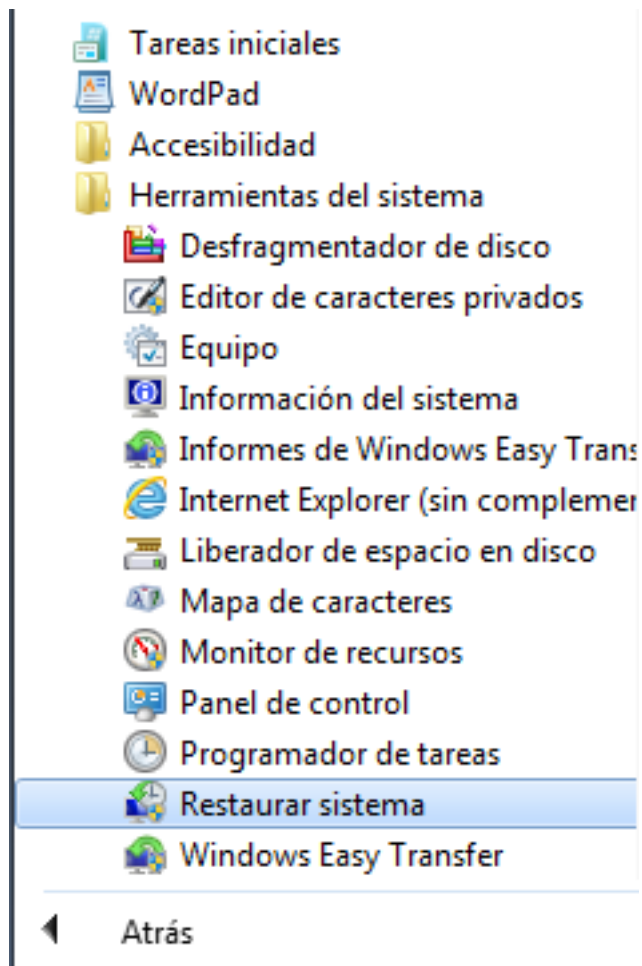 Tareas iniciales
WordPad
Accesibilidad
Herramientas del sistema
Desfragmentador de disco
Editor de caracteres privados
Equipo
Información del sistema
Informes de Windows Easy Trans
Internet Explorer (sin complemen
Liberador de espacio en disco
Mapa de caracteres
Monitor de recursos
Panel de control
Programador de tareas
Restaurar sistema
Windows Easy Transfer
Atrás